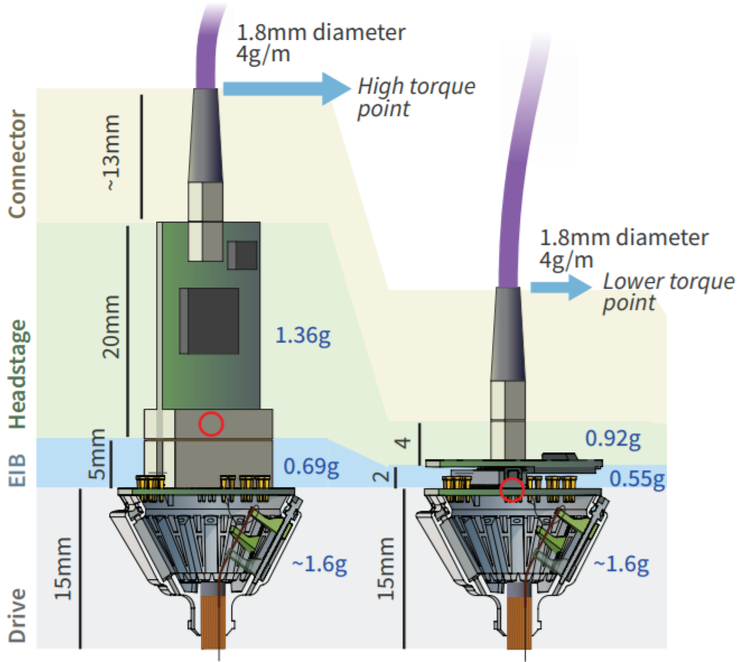 1.8mm diameter
4g/m
High torque
point
Connector
~13mm
1.8mm diameter
4g/m
Lower torque
point
Headstage
20mm
1.36g
4
0.92g
EIB
5mm
0.69g
2
0.55g
Drive
15mm
~1.6g
15mm
~1.6g